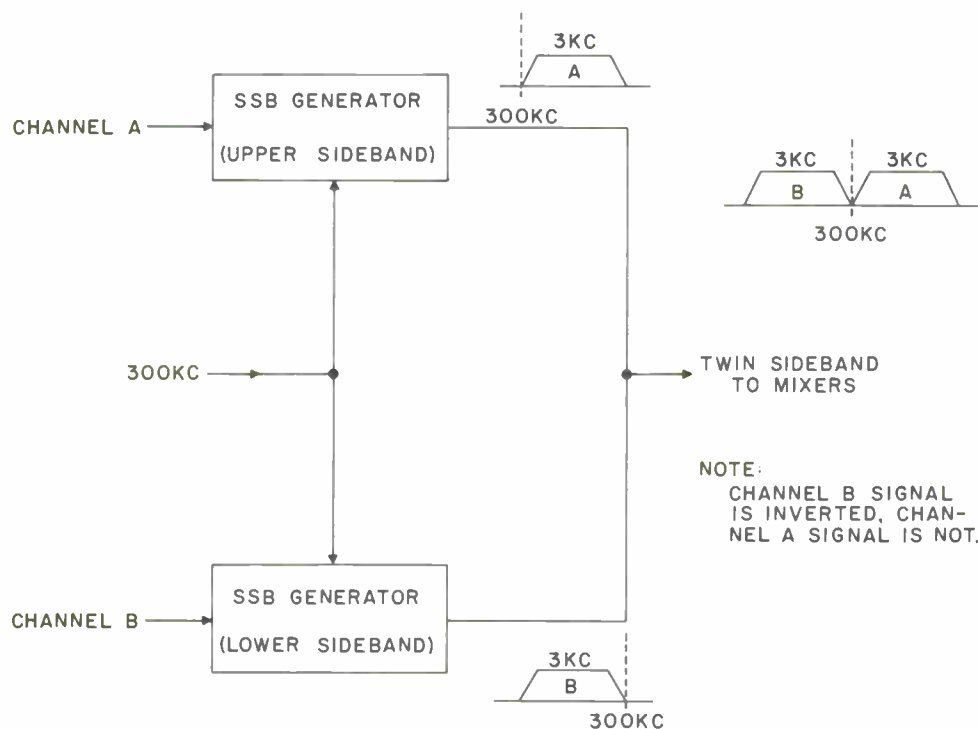 3KC
A
300KC
SSB GENERATOR
(UPPER SIDEBAND)
CHANNEL A
3KC
3KC
B
A
300KC
300KC
TWIN SIDEBAND
TO MIXERS
NOTE:
CHANNEL B SIGNAL
IS INVERTED, CHAN-
NEL A SIGNAL IS NOT.
SSB GENERATOR
(LOWER SIDEBAND)
CHANNEL B
3KC
B
300KC